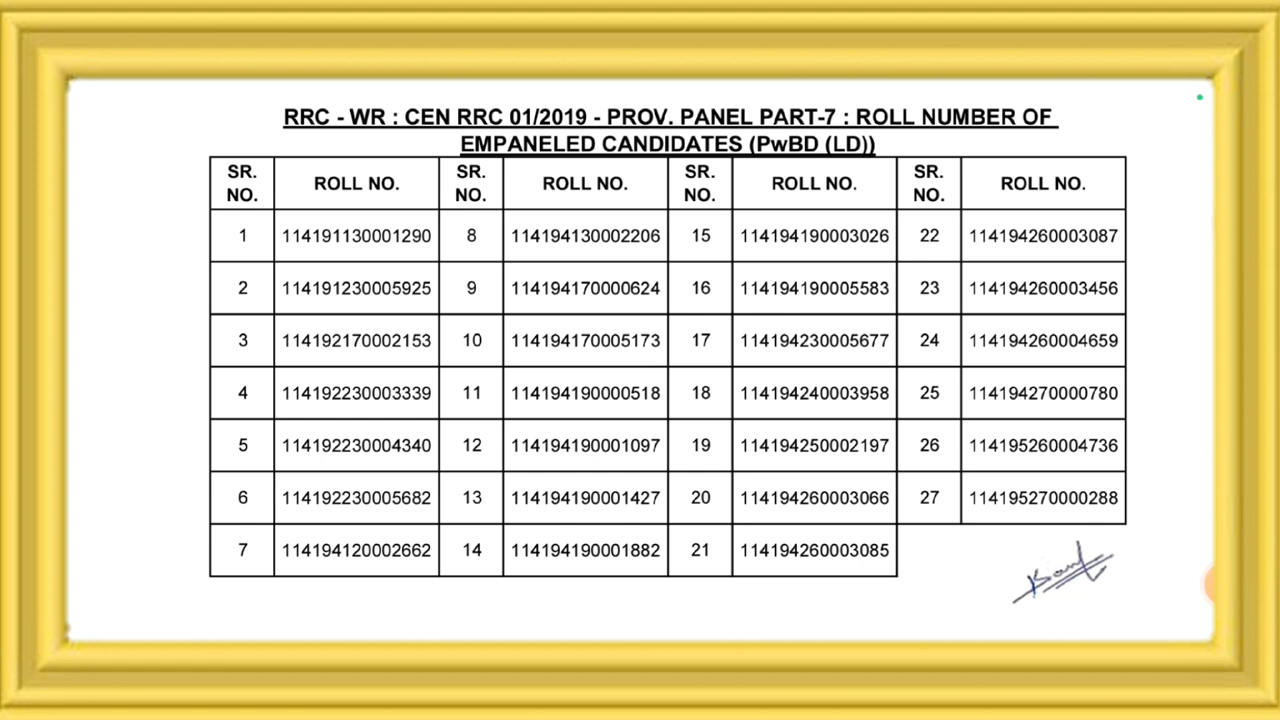 RRC - WR : CEN RRC 01/2019 - PROV. PANEL PART-7 : ROLL NUMBER OF
EMPANELED CANDIDATES (PwBD (LD))
SR. NO. ROLL NO. SR. NO. ROLL NO. SR. NO. ROLL NO. SR. NO. ROLL NO.
1 114191130001290 8 114194130002206 15 114194190003026 22 114194260003087
2 114191230005925 9 114194170000624 16 114194190005583 23 114194260003456
3 114192170002153 10 114194170005173 17 114194230005677 24 114194260004659
4 114192230003339 11 114194190000518 18 114194240003958 25 114194270000780
5 114192230004340 12 114194190001097 19 114194250002197 26 114195260004736
6 114192230005682 13 114194190001427 20 114194260003066 27 114195270000288
7 114194120002662 14 114194190001882 21 114194260003085